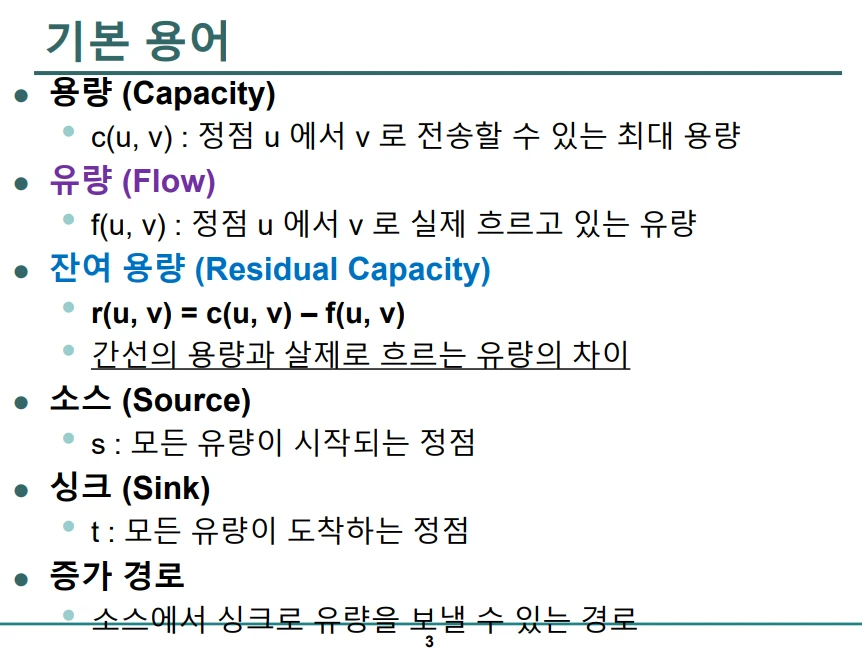 기본 용어
용량 (Capacity)
c(u, v) : 정점 u 에서 v 로 전송할 수 있는 최대 용량
유량 (Flow)
f(u, v) : 정점 u 에서 v 로 실제 흐르고 있는 유량
잔여 용량 (Residual Capacity)
r(u, v) = c(u, v) – f(u, v)
간선의 용량과 살제로 흐르는 유량의 차이
소스 (Source)
s : 모든 유량이 시작되는 정점
싱크 (Sink)
t : 모든 유량이 도착하는 정점
증가 경로
소스에서 싱크로 유량을 보낼 수 있는 경로
3